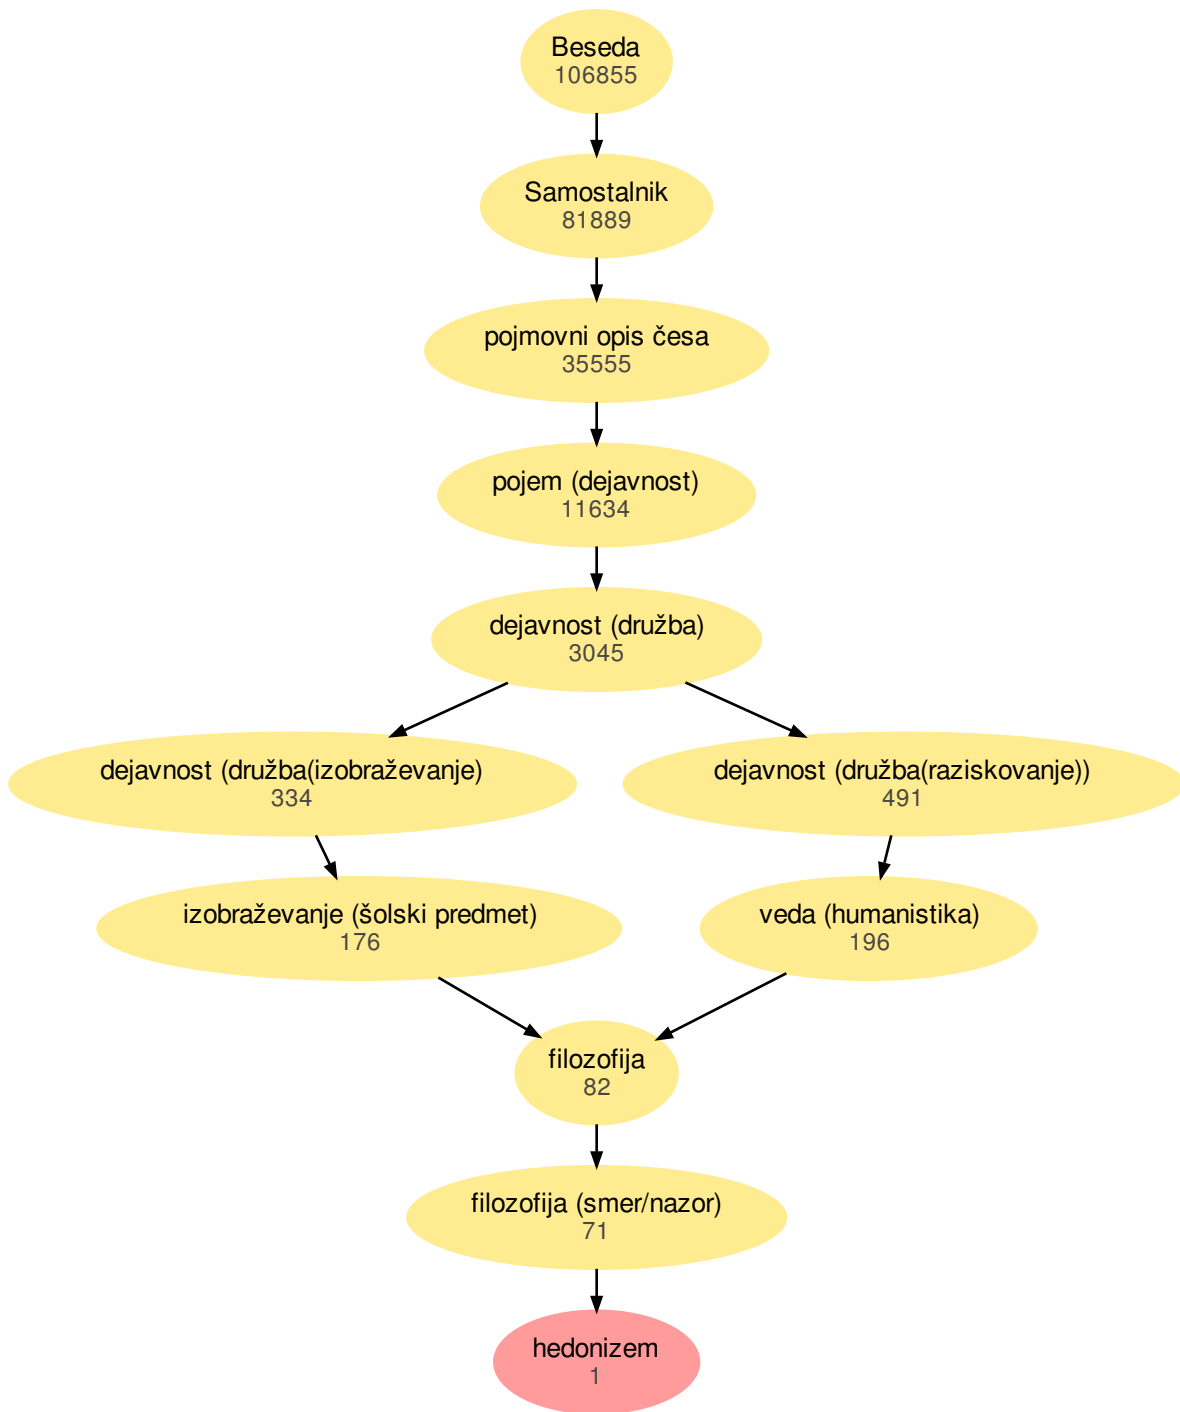 Beseda
106855
Samostalnik
81889
pojmovni opis česa
35555
pojem (dejavnost)
11634
dejavnost (družba)
3045
dejavnost (družba(izobraževanje)
334
dejavnost (družba(raziskovanje))
491
izobraževanje (šolski predmet)
176
veda (humanistika)
196
filozofija
82
filozofija (smer/nazor)
71
hedonizem
1